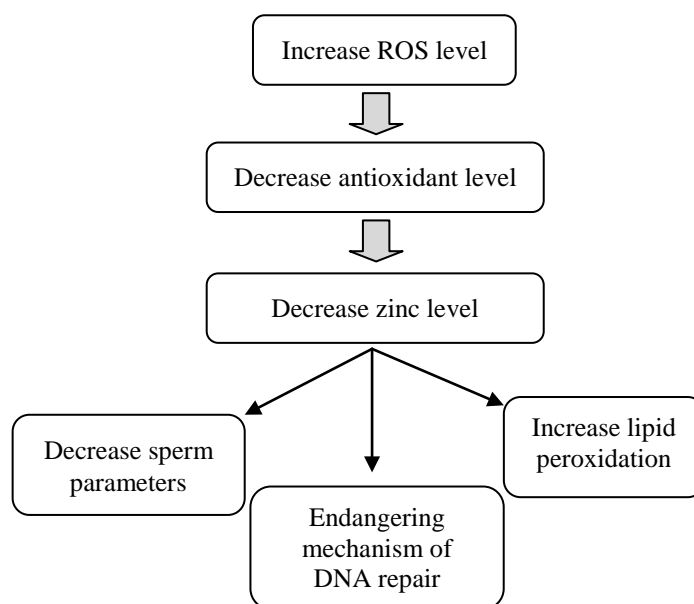 Increase ROS level
Decrease antioxidant level
Decrease zinc level
Decrease sperm
parameters
Endangering
mechanism of
DNA repair
Increase lipid
peroxidation